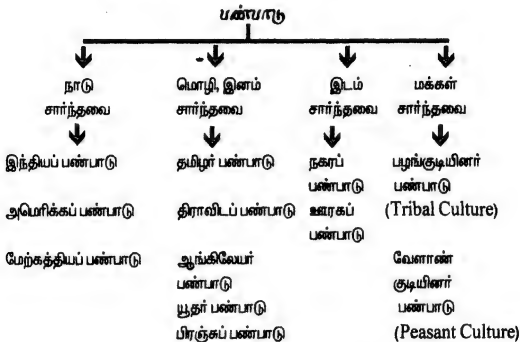 பண்பாடு
நாடு
சார்ந்தவை
இந்தியப் பண்பாடு
அமெரிக்கப் பண்பாடு
மேற்கத்தியப் பண்பாடு
மொழி, இனம்
சார்ந்தவை
தமிழர் பண்பாடு
திராவிடப் பண்பாடு
ஆங்கிலேயர்
பண்பாடு
யூதர் பண்பாடு
பிரஞ்சுப் பண்பாடு
இடம்
சார்ந்தவை
நகரப்
பண்பாடு
ஊரகப்
பண்பாடு
மக்கள்
சார்ந்தவை
பழங்குடியினர்
பண்பாடு
(Tribal Culture)
வேளாண்
குடியினர்
பண்பாடு
(Peasant Culture)